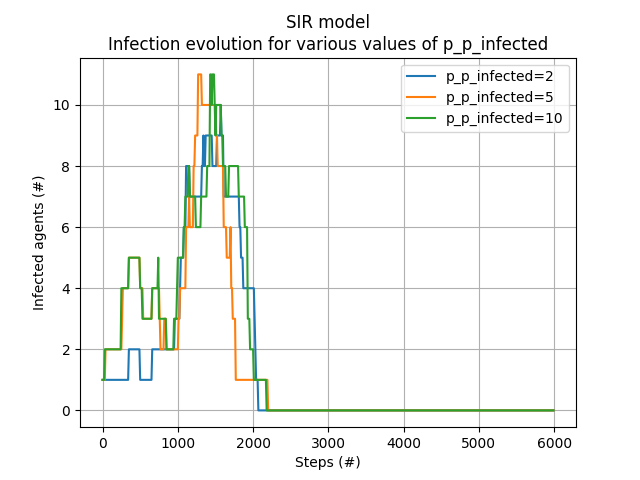 SIR model
Infection evolution for various values of p_p_infected
p_p_infected=2
p_p_infected=5
p_p_infected=10
Infected agents (#)
10
8
6
4
2
0
0 1000 2000 3000 4000 5000 6000
Steps (#)